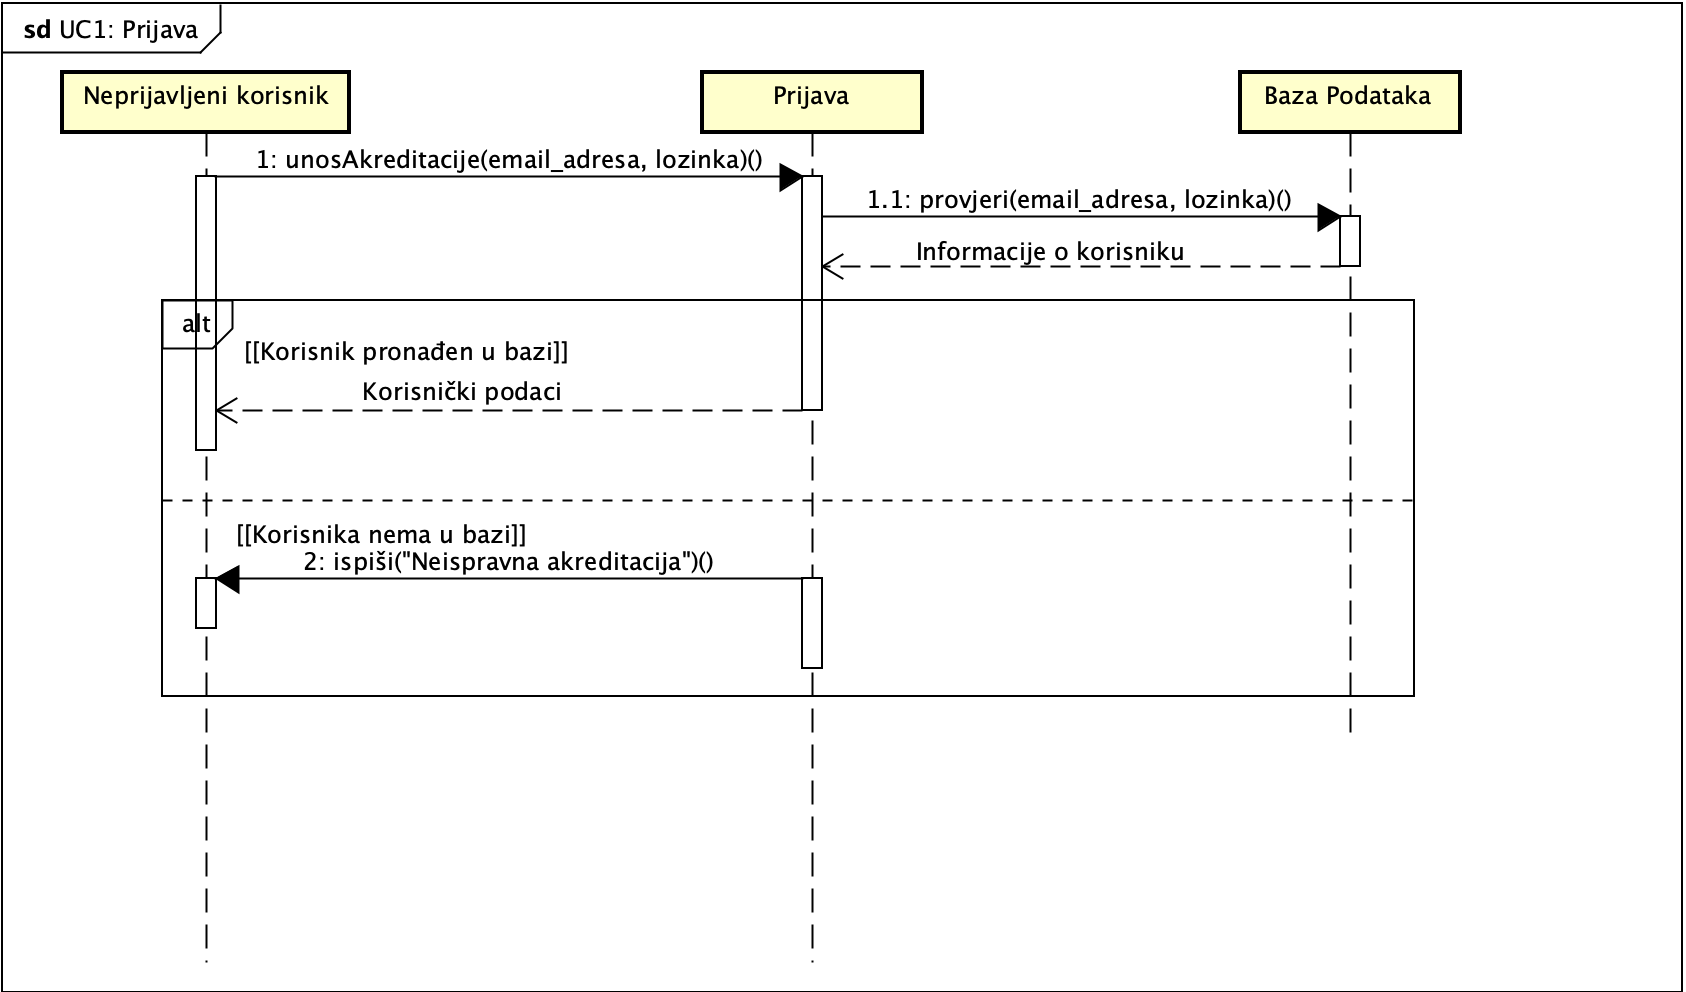 sd UC1: Prijava
Neprijavljeni korisnik
Prijava
Baza Podataka
1: unosAkreditacije(email_adresa, lozinka)()
1.1: provjeri(email_adresa, lozinka)()
Informacije o korisniku
alt
[[Korisnik pronađen u bazi]]
Korisnički podaci
[[Korisnika nema u bazi]]
2: ispiši("Neispravna akreditacija")()